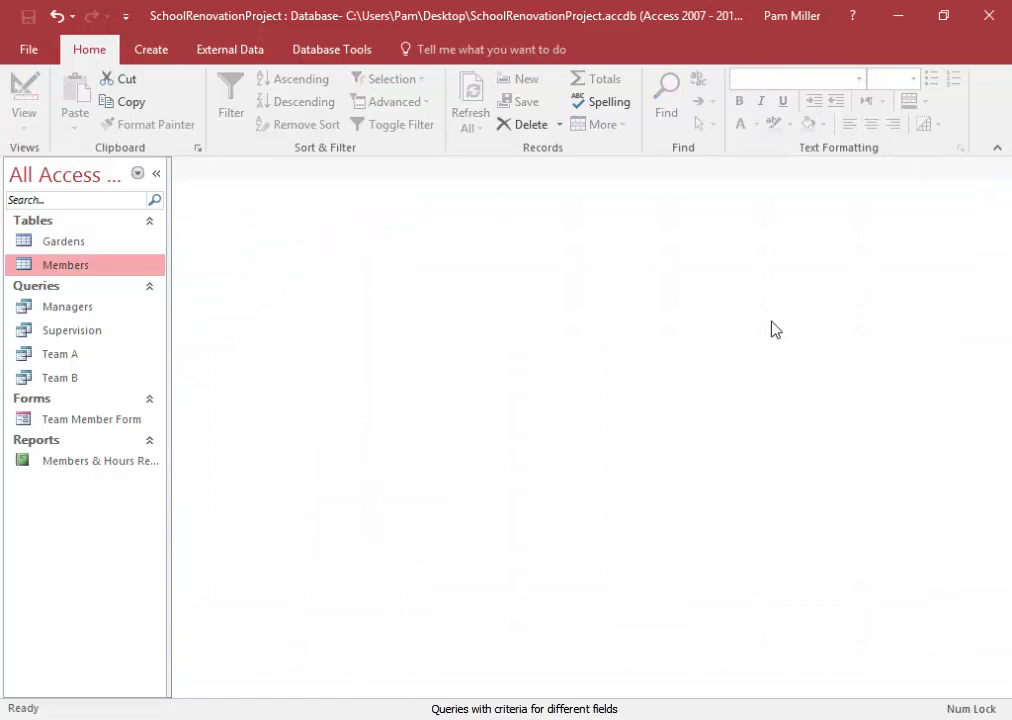 SchoolRenovationProject : Database- C:\Users\Pam\Desktop\SchoolRenovationProject.accdb (Access 2007 - 201... Pam Miller ?
File Home Create External Data Database Tools Tell me what you want to do
View
Views
Paste
Cut
Copy
Format Painter
Clipboard
Filter
Ascending
Descending
Remove Sort
Selection
Advanced
Toggle Filter
Sort & Filter
Refresh
All
New
Save
Delete
Totals
Spelling
More
Records
Find
Find
B I U
A
Text Formatting
All Access ...
Search...
Tables
Gardens
Members
Queries
Managers
Supervision
Team A
Team B
Forms
Team Member Form
Reports
Members & Hours Re...
Ready Queries with criteria for different fields Num Lock